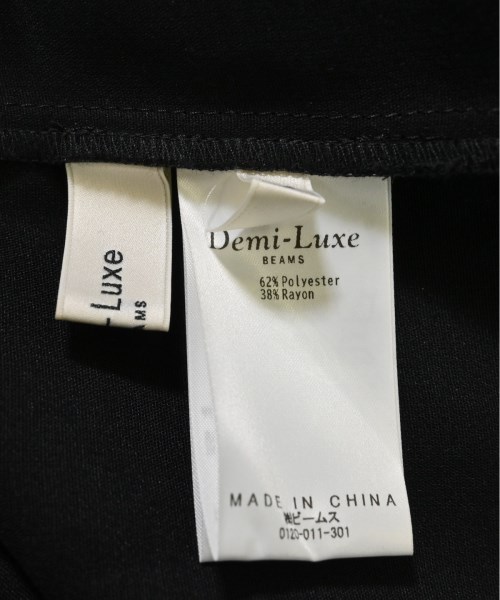 - Luxe
AMS
Demi-Luxe
BEAMS
62% Polyester
38% Rayon
MADE IN CHINA
㈱ビームス
0120-011-301